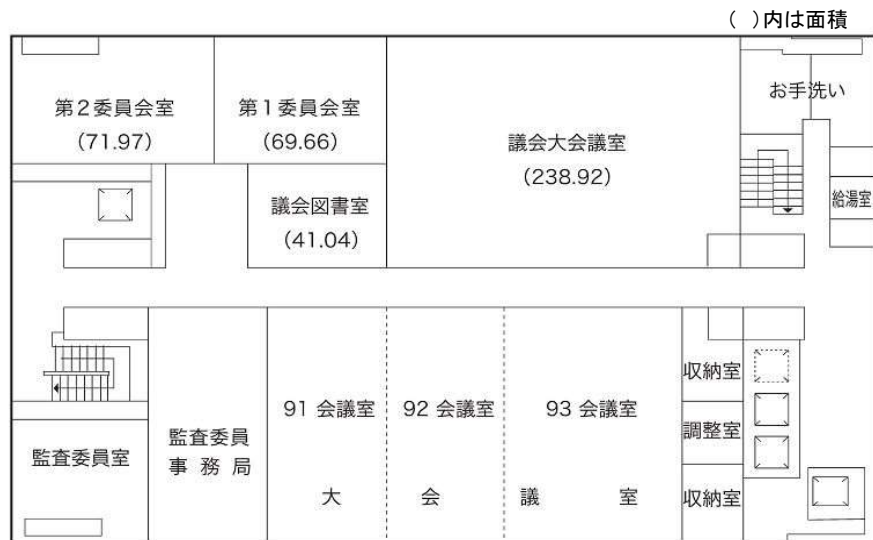 ( )内は面積
第2委員会室
(71.97)
第1委員会室
(69.66)
議会大会議室
(238.92)
お手洗い
議会図書室
(41.04)
給湯室
91 会議室
92 会議室
93 会議室
大会議室
収納室
調整室
収納室
監査委員
事務局
監査委員室